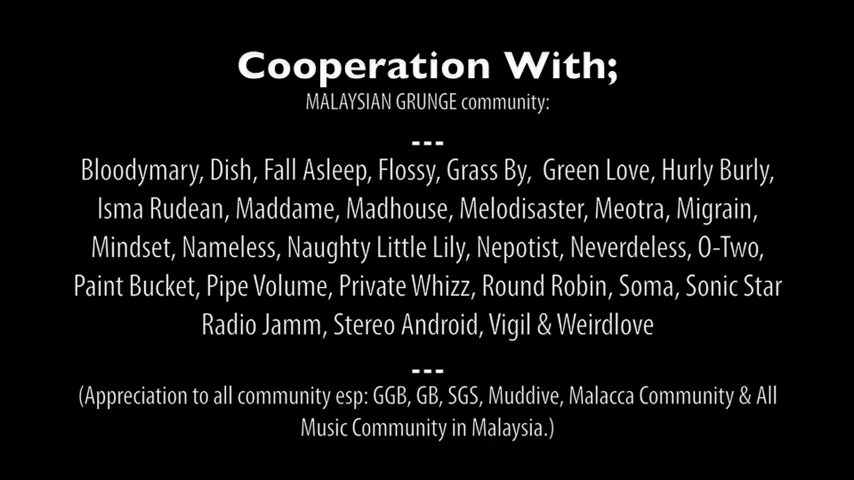 Cooperation With;
MALAYSIAN GRUNGE community:
---
Bloodymary, Dish, Fall Asleep, Flossy, Grass By,  Green Love, Hurly Burly,
Isma Rudean, Maddame, Madhouse, Melodisaster, Meotra, Migrain,
Mindset, Nameless, Naughty Little Lily, Nepotist, Neverdeless, O-Two,
Paint Bucket, Pipe Volume, Private Whizz, Round Robin, Soma, Sonic Star
Radio Jamm, Stereo Android, Vigil & Weirdlove
---
(Appreciation to all community esp: GGB, GB, SGS, Muddive, Malacca Community & All
Music Community in Malaysia.)